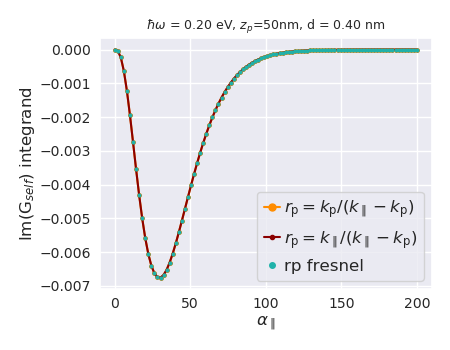 ℏω = 0.20 eV, zₚ=50nm, d = 0.40 nm
0.000
−0.001
−0.002
−0.003
−0.004
−0.005
−0.006
−0.007
Im(G_self) integrand
r_p = k_p/(k_∥ − k_p)
r_p = k_∥/(k_∥ − k_p)
rp fresnel
0 50 100 150 200
α_∥